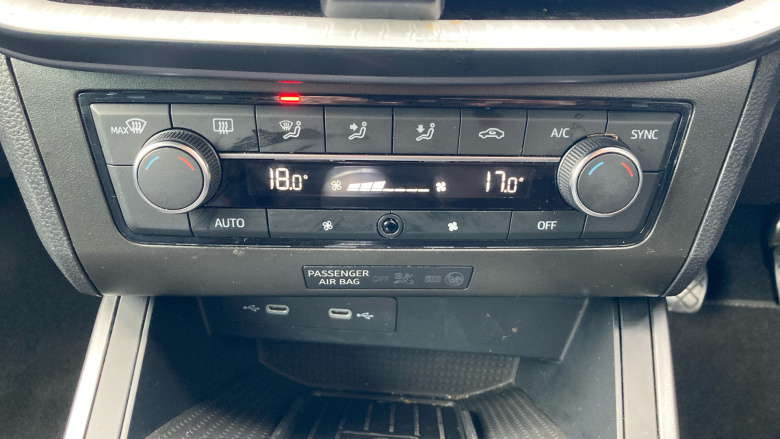 MAX
A/C
SYNC
18.0°
17.0°
AUTO
OFF
PASSENGER
AIR BAG
OFF